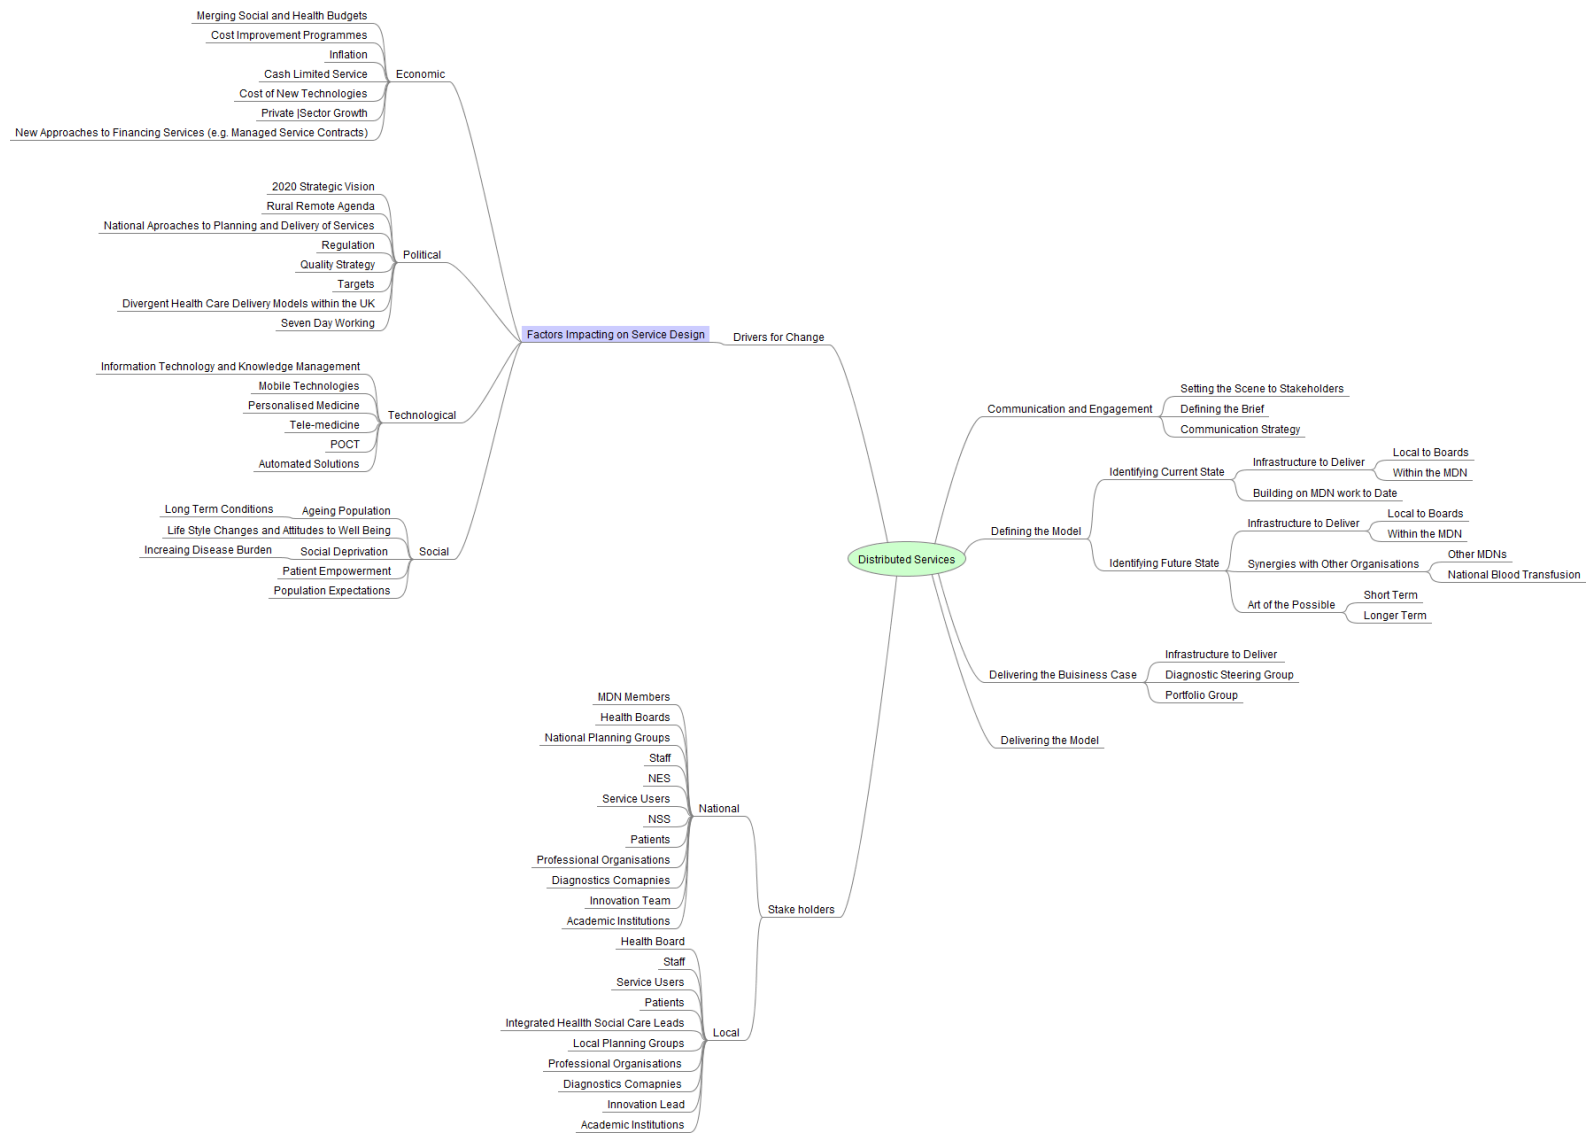 Merging Social and Health Budgets
Cost Improvement Programmes
Inflation
Cash Limited Service
Cost of New Technologies
Private |Sector Growth
New Approaches to Financing Services (e.g. Managed Service Contracts)
Economic
2020 Strategic Vision
Rural Remote Agenda
National Aproaches to Planning and Delivery of Services
Regulation
Quality Strategy
Targets
Divergent Health Care Delivery Models within the UK
Seven Day Working
Political
Information Technology and Knowledge Management
Mobile Technologies
Personalised Medicine
Tele-medicine
POCT
Automated Solutions
Technological
Long Term Conditions
Ageing Population
Life Style Changes and Attitudes to Well Being
Increaing Disease Burden
Social Deprivation
Patient Empowerment
Population Expectations
Social
Factors Impacting on Service Design
Drivers for Change
Distributed Services
Communication and Engagement
Setting the Scene to Stakeholders
Defining the Brief
Communication Strategy
Defining the Model
Identifying Current State
Infrastructure to Deliver
Local to Boards
Within the MDN
Building on MDN work to Date
Identifying Future State
Infrastructure to Deliver
Local to Boards
Within the MDN
Synergies with Other Organisations
Other MDNs
National Blood Transfusion
Art of the Possible
Short Term
Longer Term
Delivering the Buisiness Case
Infrastructure to Deliver
Diagnostic Steering Group
Portfolio Group
Delivering the Model
MDN Members
Health Boards
National Planning Groups
Staff
NES
Service Users
NSS
Patients
Professional Organisations
Diagnostics Comapnies
Innovation Team
Academic Institutions
National
Stake holders
Health Board
Staff
Service Users
Patients
Integrated Heallth Social Care Leads
Local Planning Groups
Professional Organisations
Diagnostics Comapnies
Innovation Lead
Academic Institutions
Local